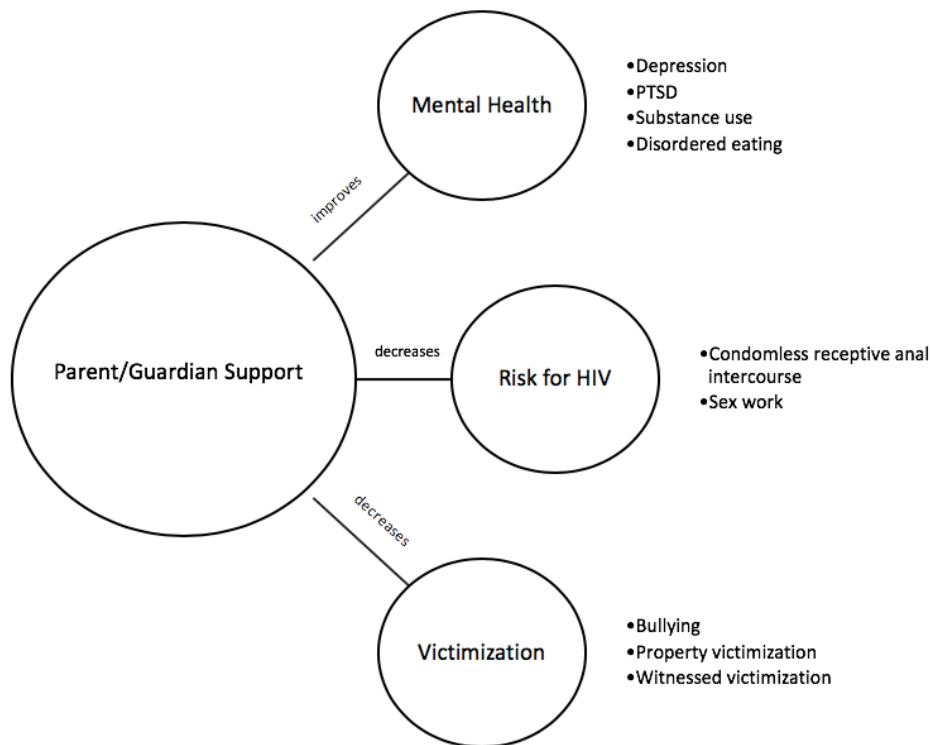 Mental Health
•Depression
•PTSD
•Substance use
•Disordered eating
improves
Parent/Guardian Support
decreases
Risk for HIV
•Condomless receptive anal
intercourse
•Sex work
decreases
Victimization
•Bullying
•Property victimization
•Witnessed victimization